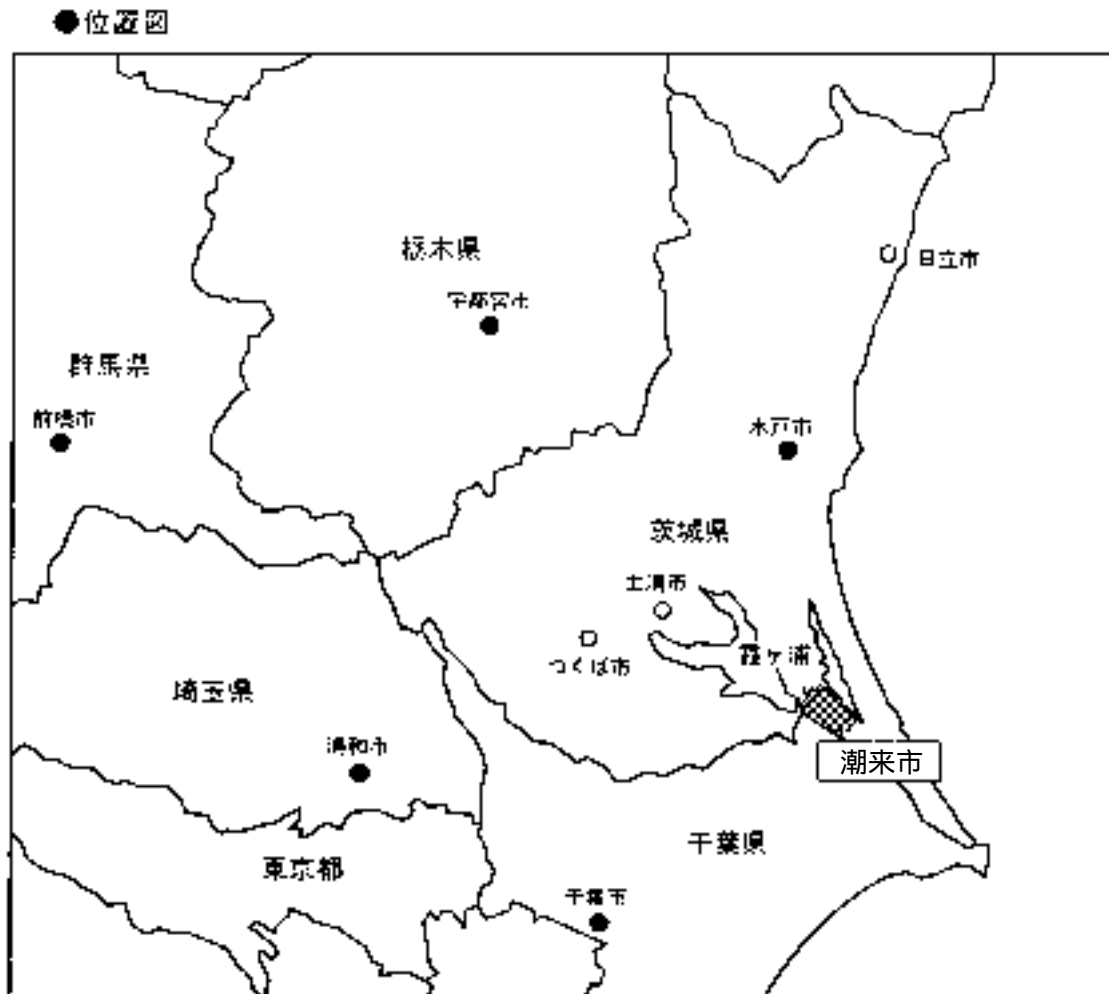 ●位置図
栃木県
日立市
宇都宮市
群馬県
前橋市
水戸市
茨城県
土浦市
つくば市
霞ヶ浦
埼玉県
浦和市
潮来市
千葉県
東京都
千葉市